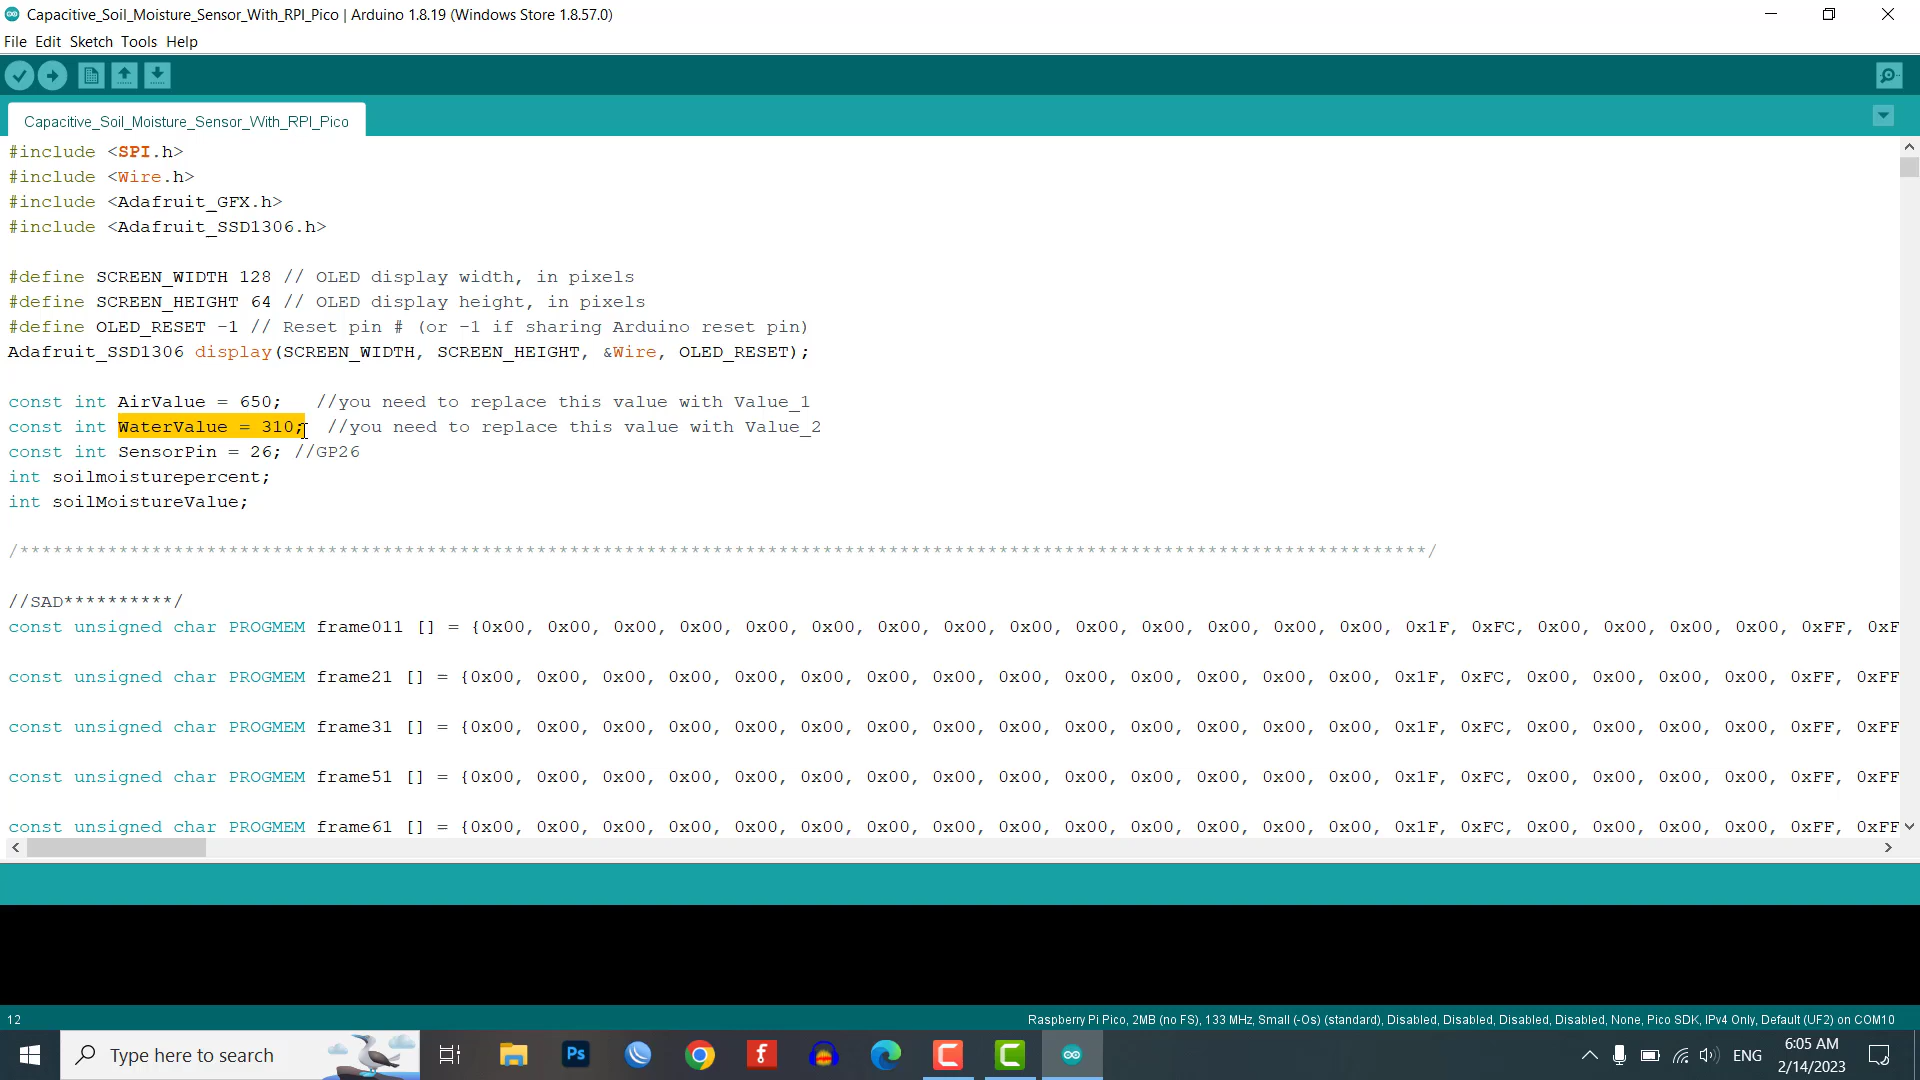 Capacitive_Soil_Moisture_Sensor_With_RPI_Pico | Arduino 1.8.19 (Windows Store 1.8.57.0)
File Edit Sketch Tools Help
Capacitive_Soil_Moisture_Sensor_With_RPI_Pico
#include <SPI.h>
#include <Wire.h>
#include <Adafruit_GFX.h>
#include <Adafruit_SSD1306.h>
#define SCREEN_WIDTH 128 // OLED display width, in pixels
#define SCREEN_HEIGHT 64 // OLED display height, in pixels
#define OLED_RESET -1 // Reset pin # (or -1 if sharing Arduino reset pin)
Adafruit_SSD1306 display(SCREEN_WIDTH, SCREEN_HEIGHT, &Wire, OLED_RESET);
const int AirValue = 650;   //you need to replace this value with Value_1
const int WaterValue = 310;  //you need to replace this value with Value_2
const int SensorPin = 26; //GP26
int soilmoisturepercent;
int soilMoistureValue;
/********************************************************************************************************************************/
//SAD**********/
const unsigned char PROGMEM frame011 [] = {0x00, 0x00, 0x00, 0x00, 0x00, 0x00, 0x00, 0x00, 0x00, 0x00, 0x00, 0x00, 0x00, 0x00, 0x1F, 0xFC, 0x00, 0x00, 0x00, 0x00, 0xFF, 0xF
const unsigned char PROGMEM frame21 [] = {0x00, 0x00, 0x00, 0x00, 0x00, 0x00, 0x00, 0x00, 0x00, 0x00, 0x00, 0x00, 0x00, 0x00, 0x1F, 0xFC, 0x00, 0x00, 0x00, 0x00, 0xFF, 0xFF
const unsigned char PROGMEM frame31 [] = {0x00, 0x00, 0x00, 0x00, 0x00, 0x00, 0x00, 0x00, 0x00, 0x00, 0x00, 0x00, 0x00, 0x00, 0x1F, 0xFC, 0x00, 0x00, 0x00, 0x00, 0xFF, 0xFF
const unsigned char PROGMEM frame51 [] = {0x00, 0x00, 0x00, 0x00, 0x00, 0x00, 0x00, 0x00, 0x00, 0x00, 0x00, 0x00, 0x00, 0x00, 0x1F, 0xFC, 0x00, 0x00, 0x00, 0x00, 0xFF, 0xFF
const unsigned char PROGMEM frame61 [] = {0x00, 0x00, 0x00, 0x00, 0x00, 0x00, 0x00, 0x00, 0x00, 0x00, 0x00, 0x00, 0x00, 0x00, 0x1F, 0xFC, 0x00, 0x00, 0x00, 0x00, 0xFF, 0xFF
12
Raspberry Pi Pico, 2MB (no FS), 133 MHz, Small (-Os) (standard), Disabled, Disabled, Disabled, Disabled, None, Pico SDK, IPv4 Only, Default (UF2) on COM10
Type here to search
Ps
ENG
6:05 AM
2/14/2023